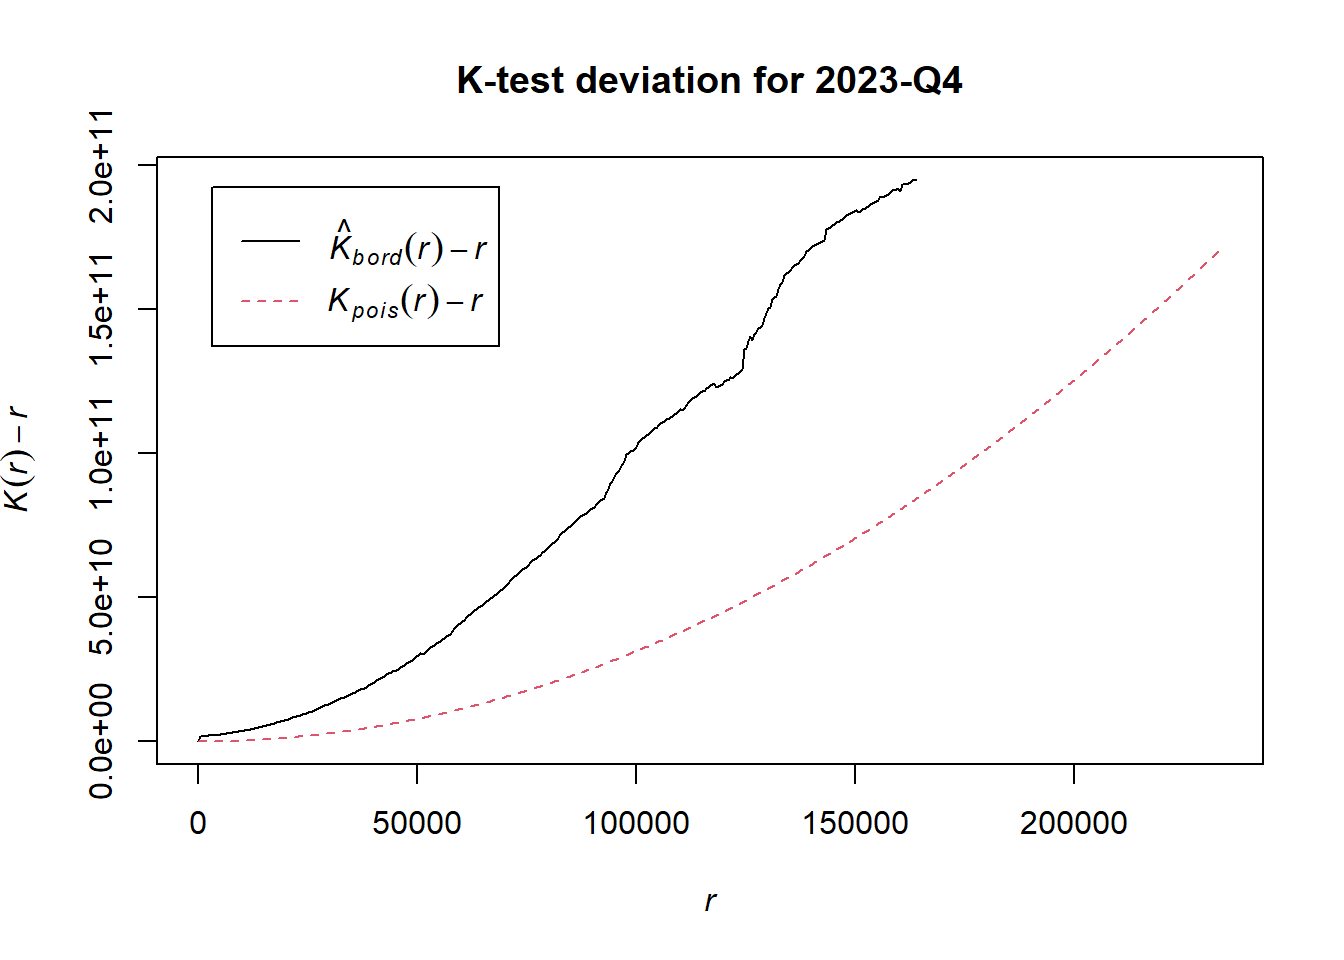 K-test deviation for 2023-Q4
K̂bord(r) − r
Kpois(r) − r
K(r) − r
2.0e+11
1.5e+11
1.0e+11
5.0e+10
0.0e+00
0 50000 100000 150000 200000
r